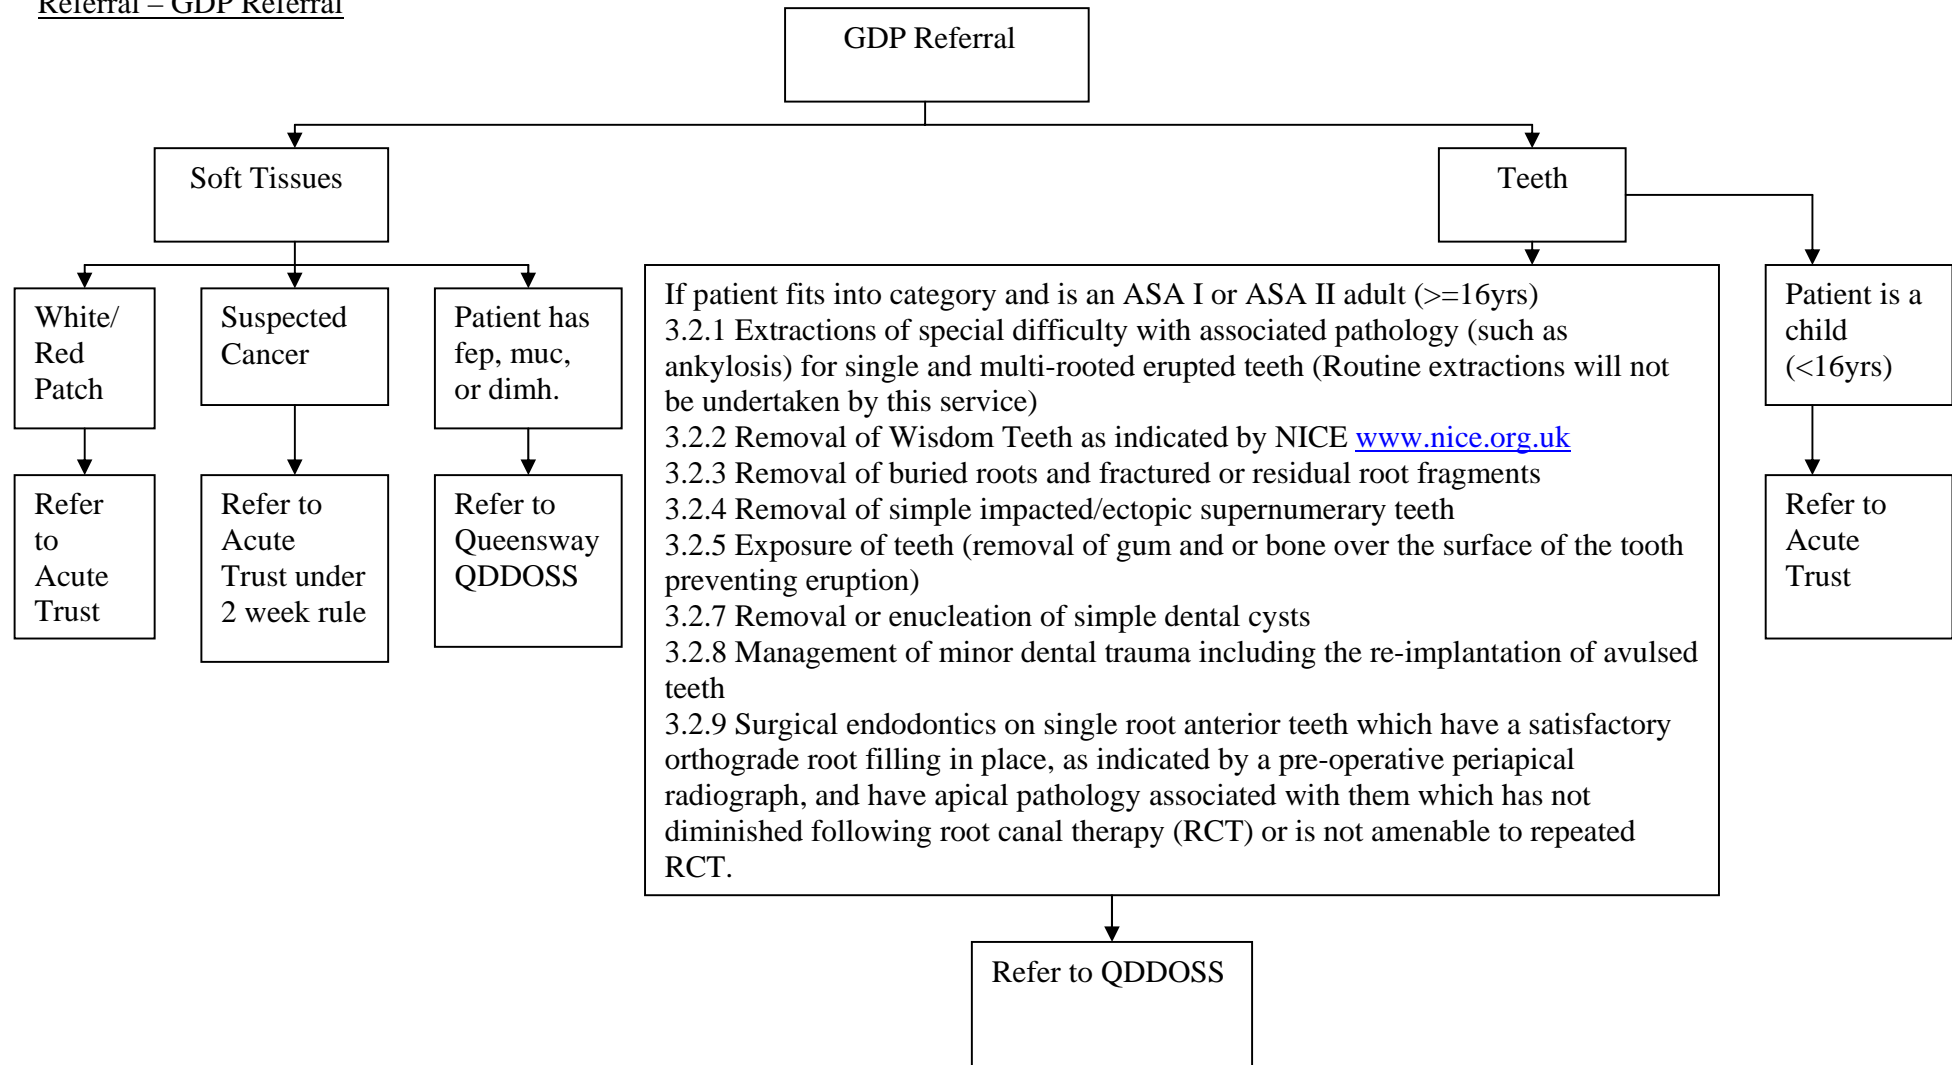 Referral – GDP Referral
GDP Referral
Soft Tissues
Teeth
White/
Red
Patch
Suspected
Cancer
Patient has
fep, muc,
or dimh.
If patient fits into category and is an ASA I or ASA II adult (>=16yrs)
3.2.1 Extractions of special difficulty with associated pathology (such as
ankylosis) for single and multi-rooted erupted teeth (Routine extractions will not
be undertaken by this service)
3.2.2 Removal of Wisdom Teeth as indicated by NICE www.nice.org.uk
3.2.3 Removal of buried roots and fractured or residual root fragments
3.2.4 Removal of simple impacted/ectopic supernumerary teeth
3.2.5 Exposure of teeth (removal of gum and or bone over the surface of the tooth
preventing eruption)
3.2.7 Removal or enucleation of simple dental cysts
3.2.8 Management of minor dental trauma including the re-implantation of avulsed
teeth
3.2.9 Surgical endodontics on single root anterior teeth which have a satisfactory
orthograde root filling in place, as indicated by a pre-operative periapical
radiograph, and have apical pathology associated with them which has not
diminished following root canal therapy (RCT) or is not amenable to repeated
RCT.
Patient is a
child
(<16yrs)
Refer
to
Acute
Trust
Refer to
Acute
Trust under
2 week rule
Refer to
Queensway
QDDOSS
Refer to
Acute
Trust
Refer to QDDOSS